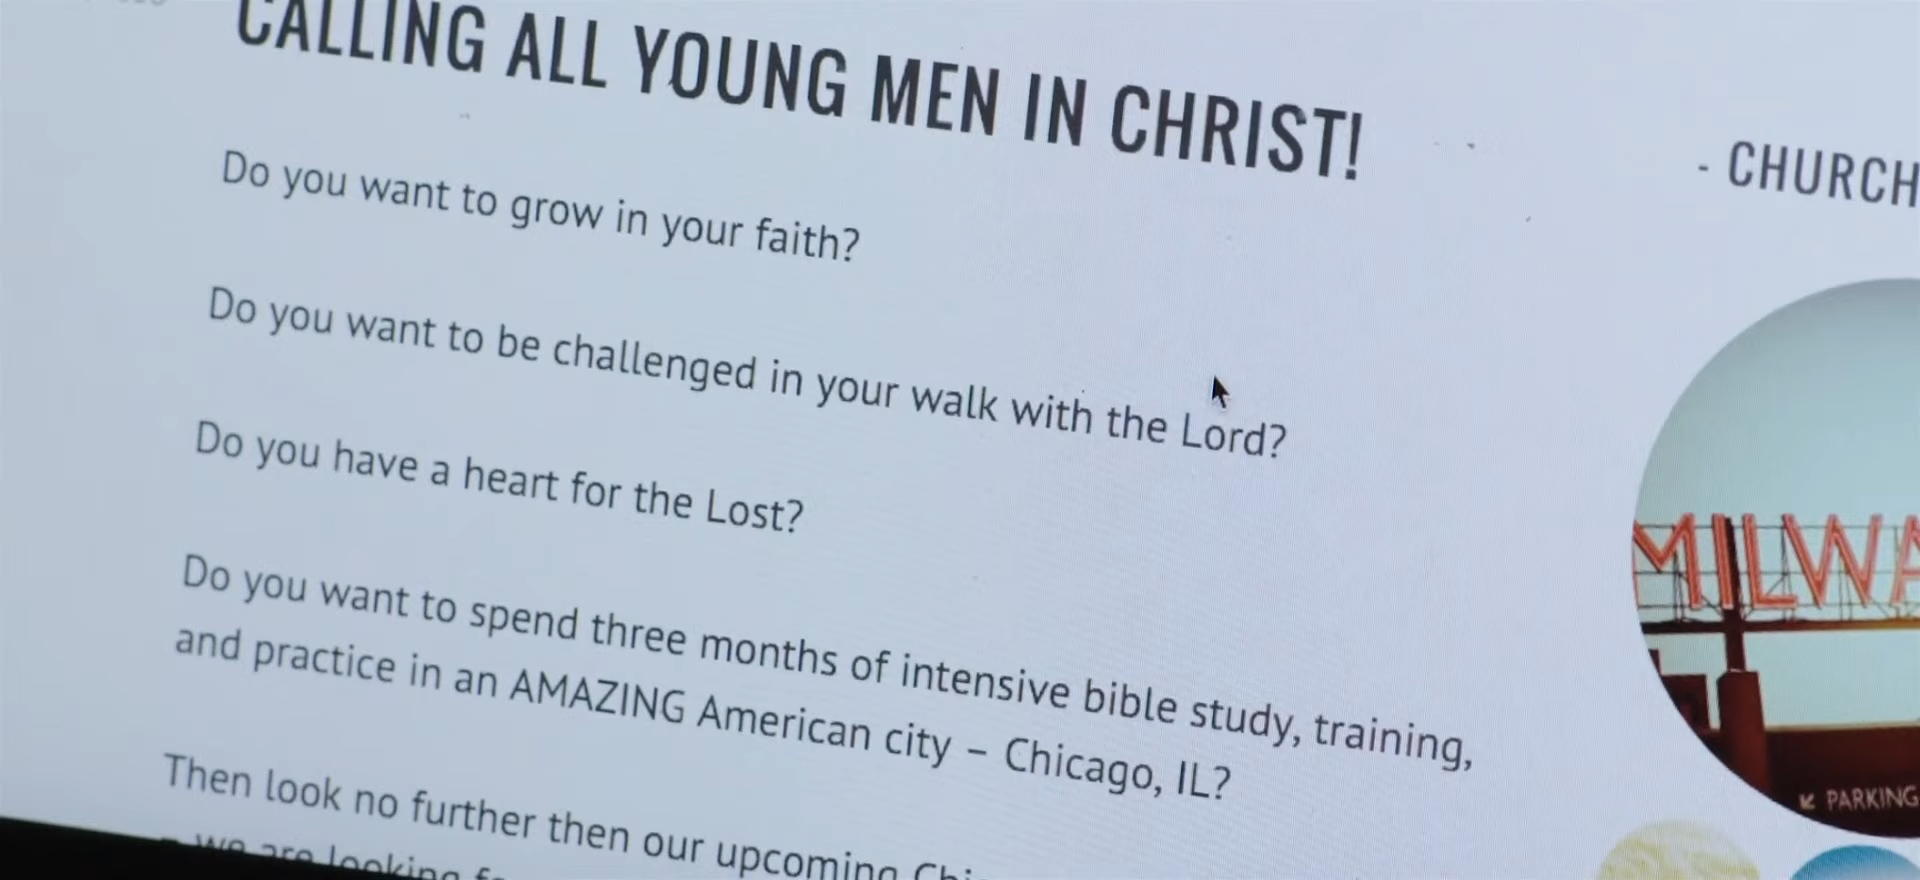 CALLING ALL YOUNG MEN IN CHRIST!
Do you want to grow in your faith?
Do you want to be challenged in your walk with the Lord?
Do you have a heart for the Lost?
Do you want to spend three months of intensive bible study, training,
and practice in an AMAZING American city – Chicago, IL?
Then look no further then our upcoming
– we are looking
- CHURCH
MILWA
PARKING